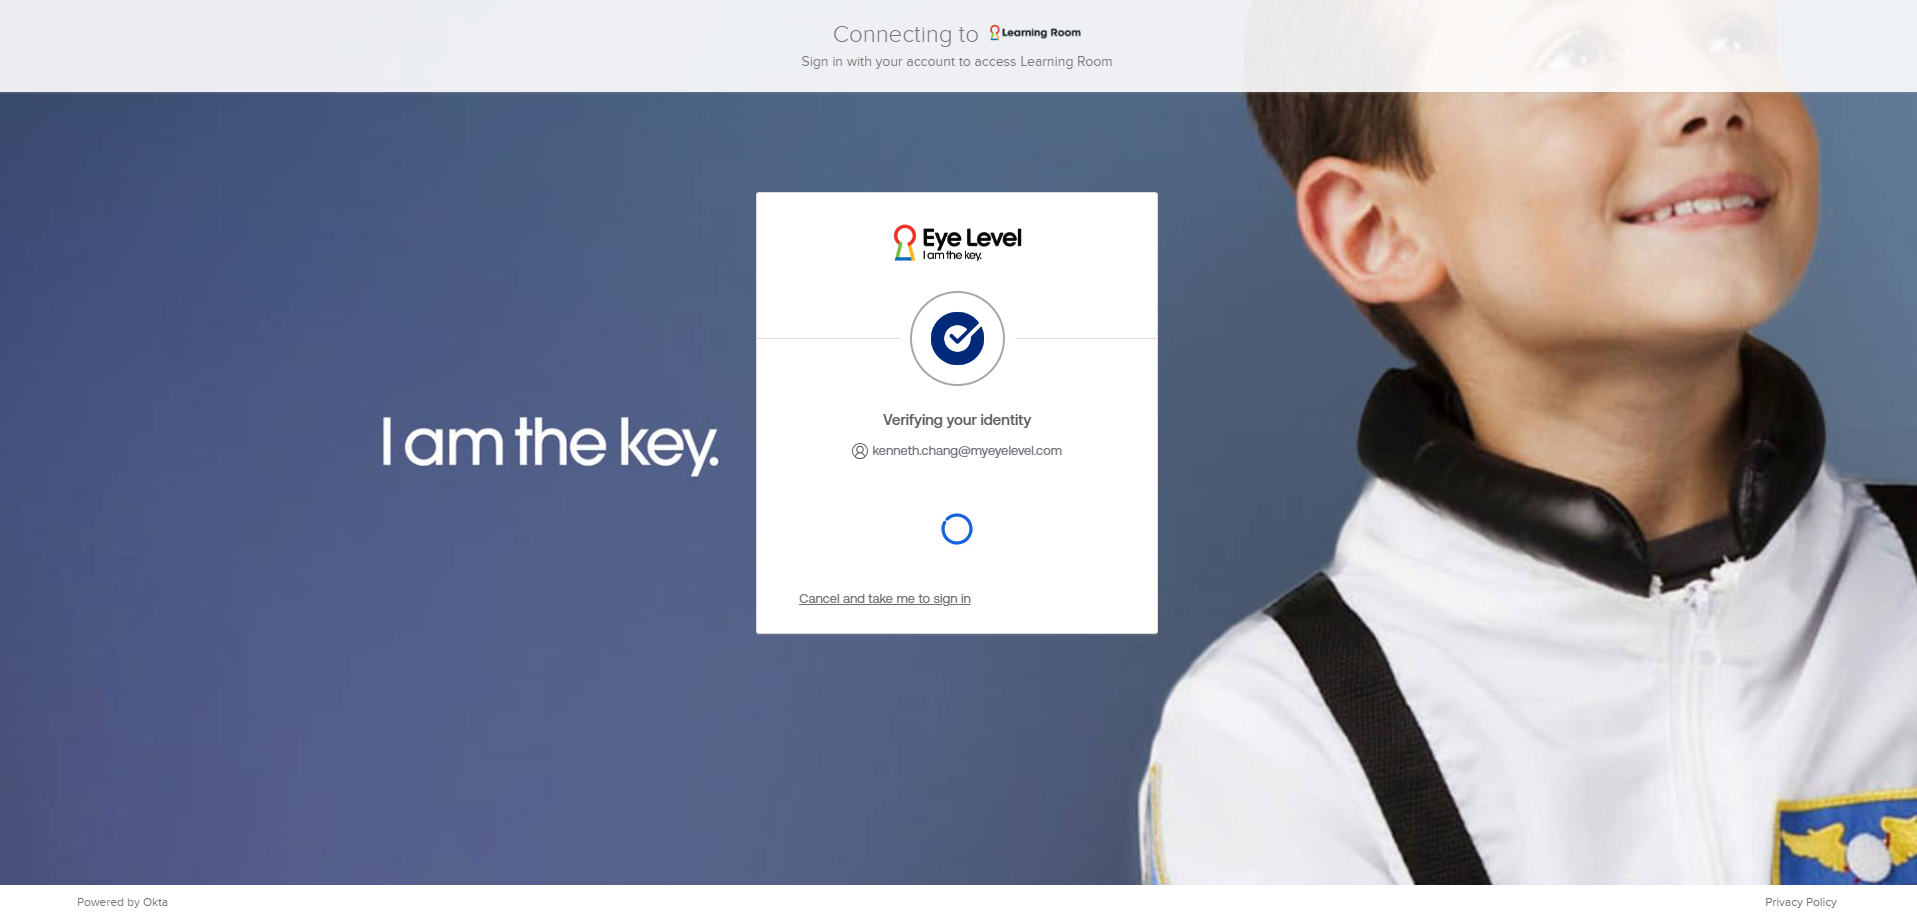 Connecting to Learning Room
Sign in with your account to access Learning Room
Eye Level
I am the key.
I am the key.
Verifying your identity
kenneth.chang@myeyelevel.com
Cancel and take me to sign in
Powered by Okta
Privacy Policy